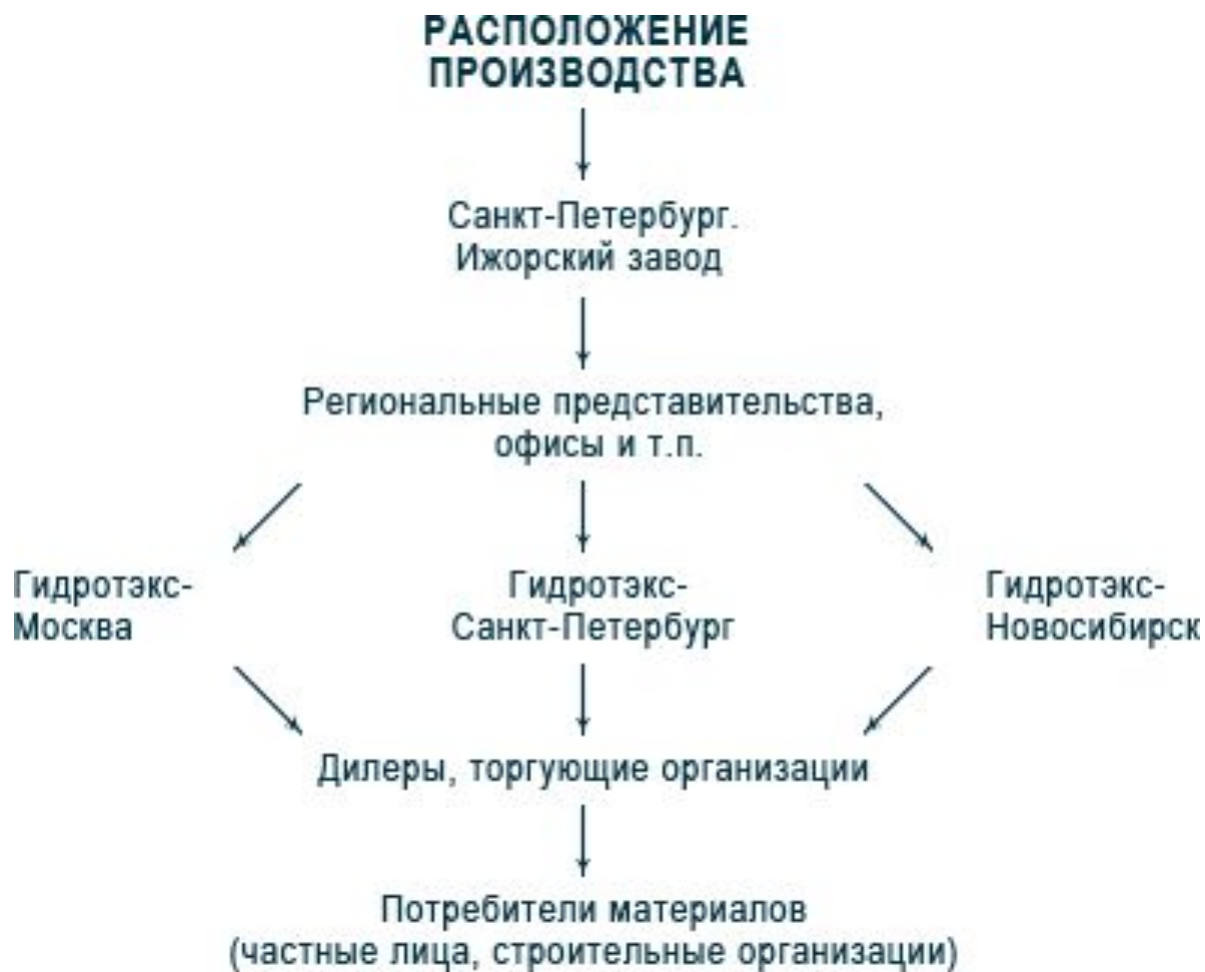 РАСПОЛОЖЕНИЕ
ПРОИЗВОДСТВА
Санкт-Петербург.
Ижорский завод
Региональные представительства,
офисы и т.п.
Гидротэкс-
Москва
Гидротэкс-
Санкт-Петербург
Гидротэкс-
Новосибирск
Дилеры, торгующие организации
Потребители материалов
(частные лица, строительные организации)